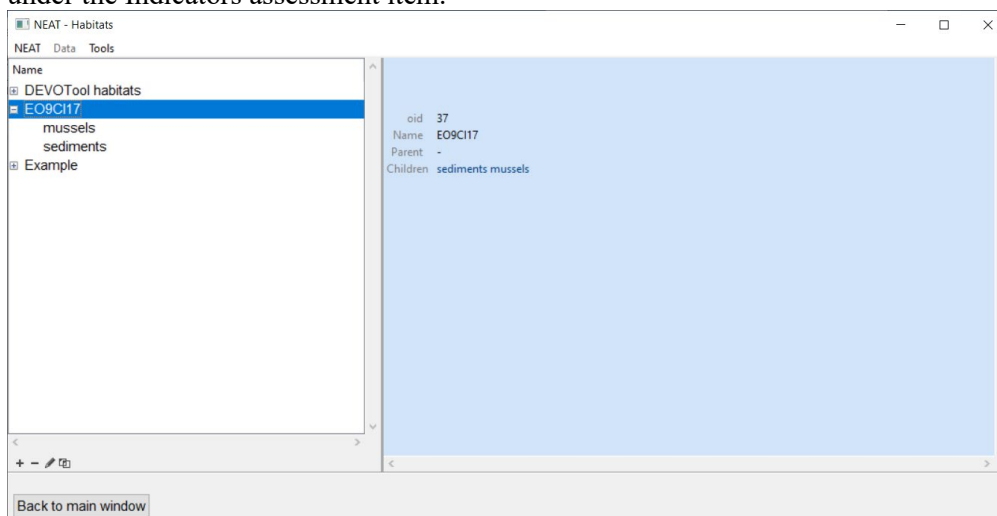 under the Indicators assessment item.
NEAT - Habitats
NEAT Data Tools
Name
DEVOTool habitats
EO9CI17
mussels
sediments
Example
oid 37
Name EO9CI17
Parent -
Children sediments mussels
Back to main window